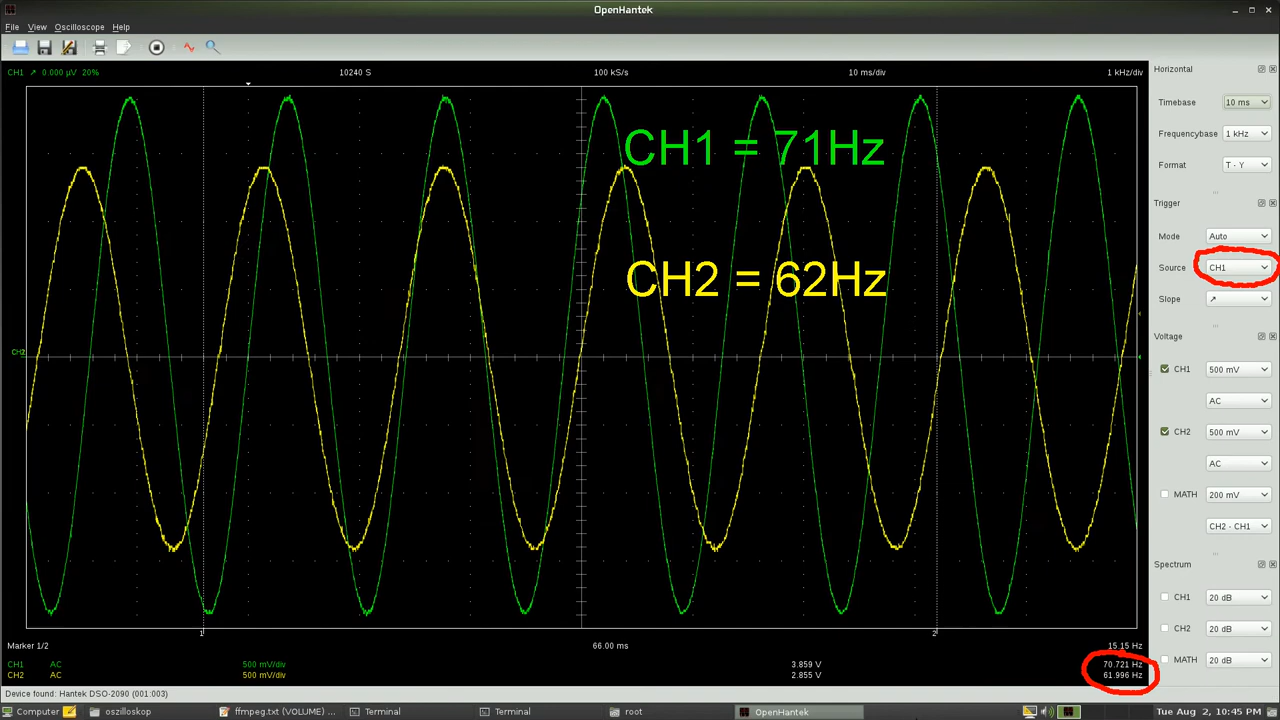 OpenHantek
File View Oscilloscope Help
CH1 ↗ 0.000 µV 20% 10240 S 100 kS/s 10 ms/div 1 kHz/div
Horizontal
Timebase 10 ms
Frequencybase 1 kHz
Format T - Y
Trigger
Mode Auto
Source CH1
Slope ↗
Voltage
CH1 500 mV
AC
CH2 500 mV
AC
MATH 200 mV
CH2 - CH1
Spectrum
CH1 20 dB
CH2 20 dB
MATH 20 dB
CH1 = 71Hz
CH2 = 62Hz
CH2
1 2
Marker 1/2 66.00 ms 15.15 Hz
CH1 AC 500 mV/div 3.859 V 70.721 Hz
CH2 AC 500 mV/div 2.855 V 61.996 Hz
Device found: Hantek DSO-2090 (001:003)
Computer oszilloskop ffmpeg.txt (VOLUME) ... Terminal Terminal root OpenHantek Tue Aug 2, 10:45 PM